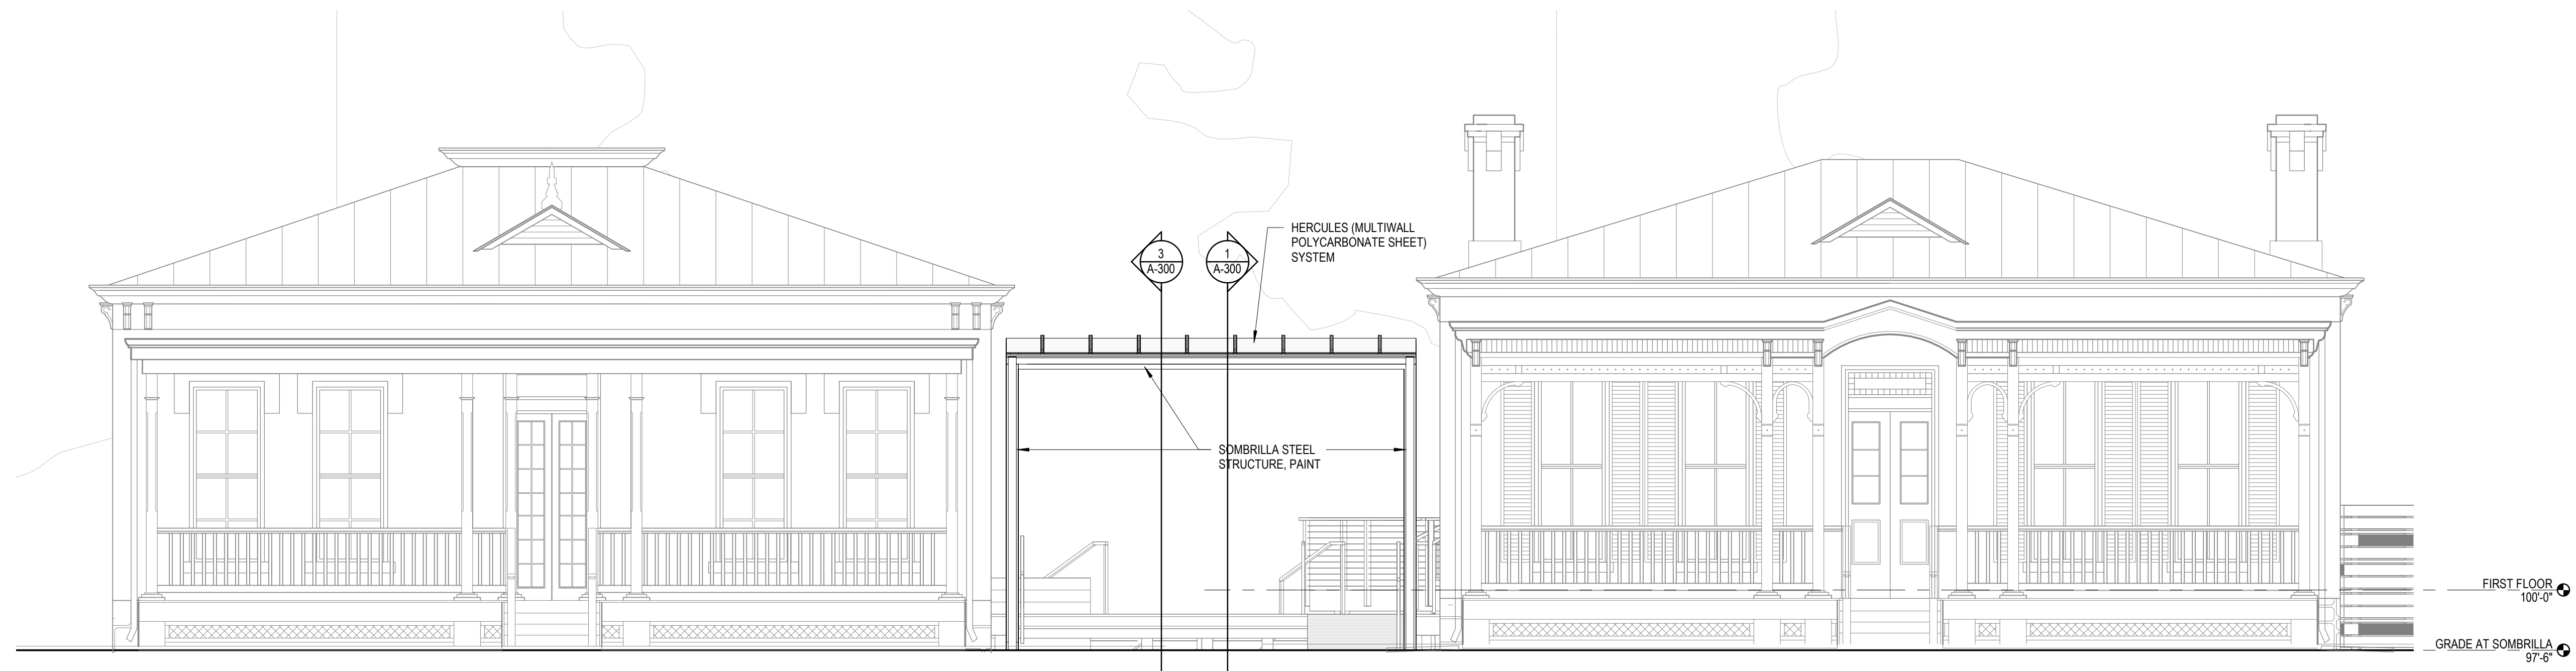 HERCULES (MULTIWALL
POLYCARBONATE SHEET)
SYSTEM
3
A-300
1
A-300
SOMBRILLA STEEL
STRUCTURE, PAINT
FIRST FLOOR
100'-0"
GRADE AT SOMBRILLA
97'-6"